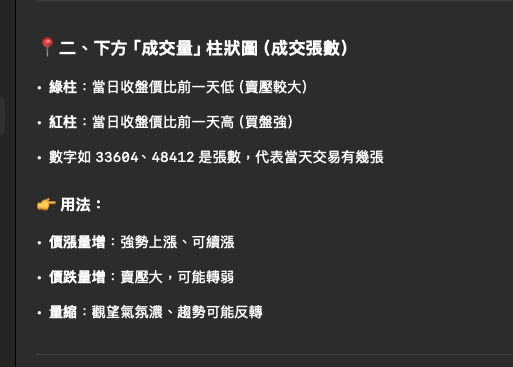 📍 二、下方「成交量」柱狀圖（成交張數）
• 綠柱：當日收盤價比前一天低（賣壓較大）
• 紅柱：當日收盤價比前一天高（買盤強）
• 數字如 33604、48412 是張數，代表當天交易有幾張
👉 用法：
• 價漲量增：強勢上漲、可續漲
• 價跌量增：賣壓大，可能轉弱
• 量縮：觀望氣氛濃、趨勢可能反轉